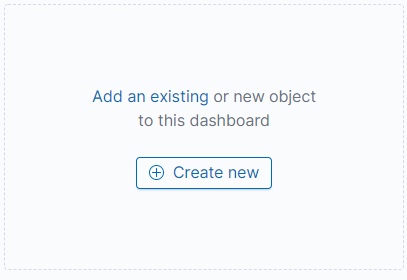 Add an existing or new object
to this dashboard
Create new